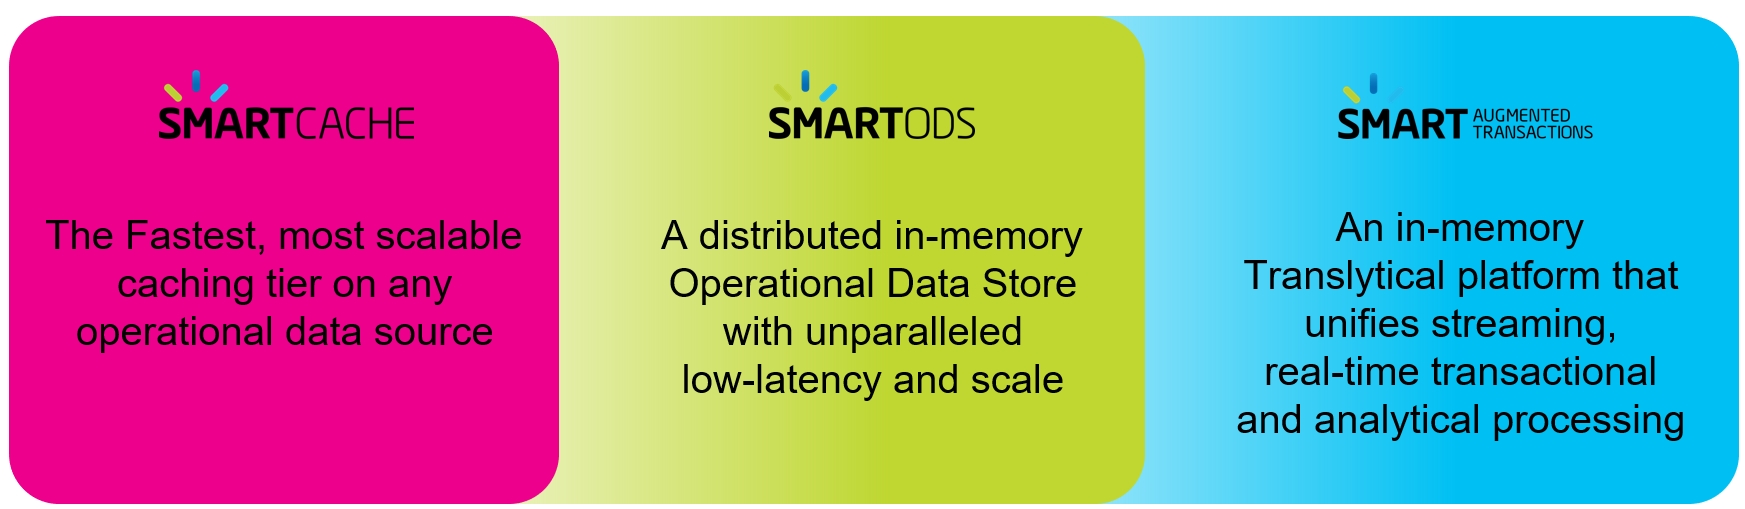 SMARTCACHE
The Fastest, most scalable
caching tier on any
operational data source
SMARTODS
A distributed in-memory
Operational Data Store
with unparalleled
low-latency and scale
SMART AUGMENTED
TRANSACTIONS
An in-memory
Translytical platform that
unifies streaming,
real-time transactional
and analytical processing